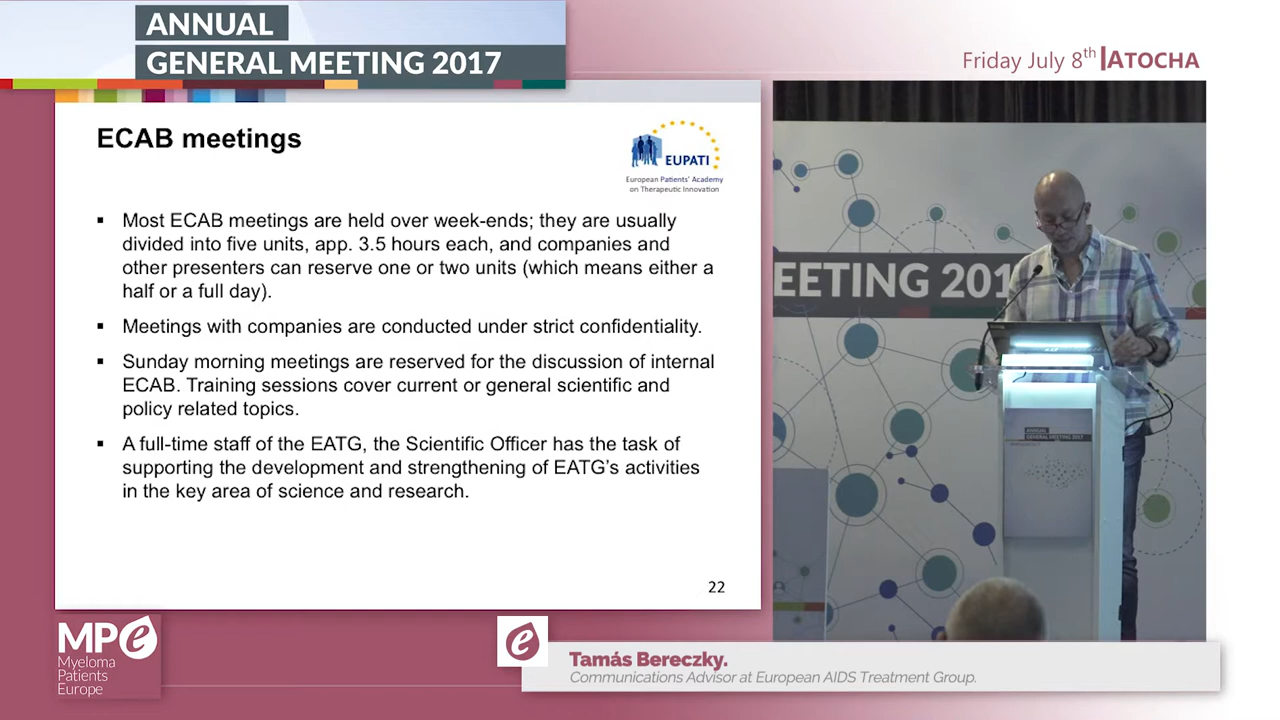 ANNUAL
GENERAL MEETING 2017
Friday July 8th | ATOCHA
ECAB meetings
EUPATI
European Patients' Academy
on Therapeutic Innovation
▪ Most ECAB meetings are held over week-ends; they are usually
divided into five units, app. 3.5 hours each, and companies and
other presenters can reserve one or two units (which means either a
half or a full day).
▪ Meetings with companies are conducted under strict confidentiality.
▪ Sunday morning meetings are reserved for the discussion of internal
ECAB. Training sessions cover current or general scientific and
policy related topics.
▪ A full-time staff of the EATG, the Scientific Officer has the task of
supporting the development and strengthening of EATG's activities
in the key area of science and research.
22
EETING 201
ANNUAL
GENERAL MEETING 2017
MPe
Myeloma
Patients
Europe
e
Tamás Bereczky.
Communications Advisor at European AIDS Treatment Group.